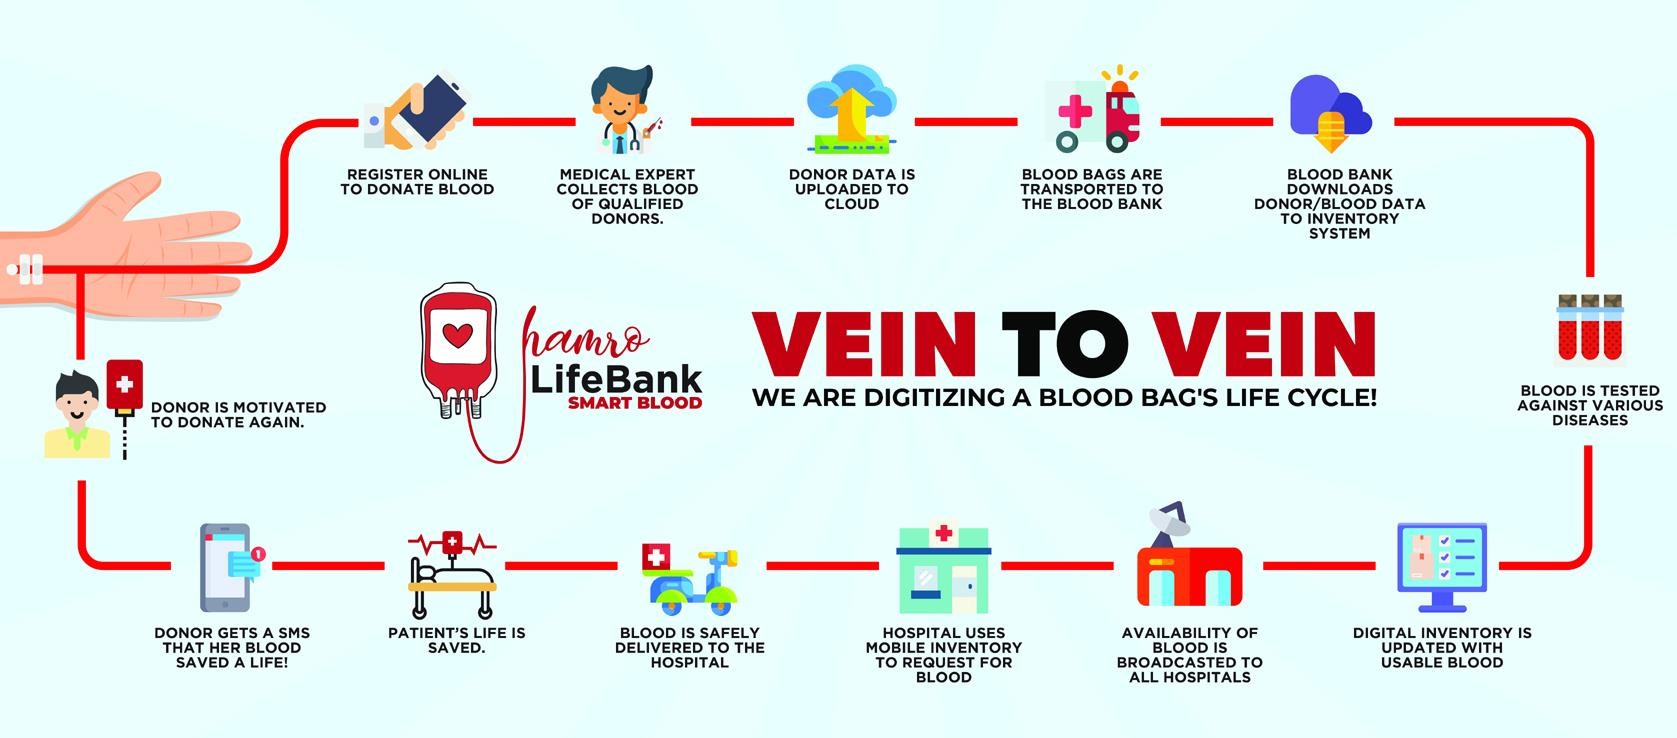 REGISTER ONLINE
TO DONATE BLOOD
MEDICAL EXPERT
COLLECTS BLOOD
OF QUALIFIED
DONORS.
DONOR DATA IS
UPLOADED TO
CLOUD
BLOOD BAGS ARE
TRANSPORTED TO
THE BLOOD BANK
BLOOD BANK
DOWNLOADS
DONOR/BLOOD DATA
TO INVENTORY
SYSTEM
hamro
LifeBank
SMART BLOOD
VEIN TO VEIN
WE ARE DIGITIZING A BLOOD BAG'S LIFE CYCLE!
BLOOD IS TESTED
AGAINST VARIOUS
DISEASES
DIGITAL INVENTORY IS
UPDATED WITH
USABLE BLOOD
AVAILABILITY OF
BLOOD IS
BROADCASTED TO
ALL HOSPITALS
HOSPITAL USES
MOBILE INVENTORY
TO REQUEST FOR
BLOOD
BLOOD IS SAFELY
DELIVERED TO THE
HOSPITAL
PATIENT'S LIFE IS
SAVED.
1
DONOR GETS A SMS
THAT HER BLOOD
SAVED A LIFE!
DONOR IS MOTIVATED
TO DONATE AGAIN.